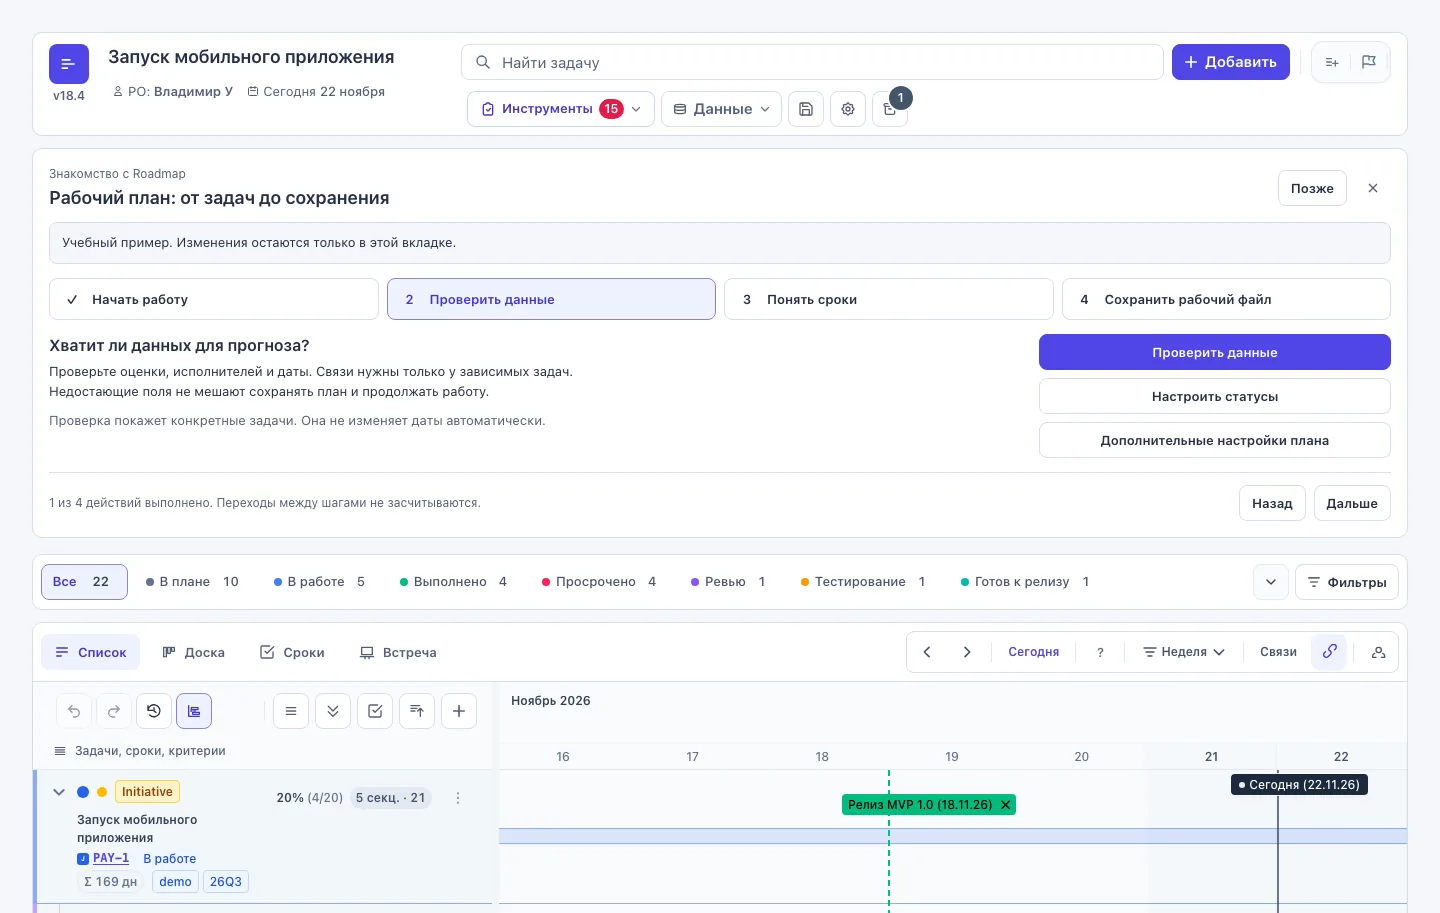 Запуск мобильного приложения
v18.4
PO: Владимир У
Сегодня 22 ноября
Найти задачу
Добавить
Инструменты 15
Данные
1
Знакомство с Roadmap
Рабочий план: от задач до сохранения
Позже
Учебный пример. Изменения остаются только в этой вкладке.
Начать работу
2 Проверить данные
3 Понять сроки
4 Сохранить рабочий файл
Хватит ли данных для прогноза?
Проверьте оценки, исполнителей и даты. Связи нужны только у зависимых задач.
Недостающие поля не мешают сохранять план и продолжать работу.
Проверка покажет конкретные задачи. Она не изменяет даты автоматически.
Проверить данные
Настроить статусы
Дополнительные настройки плана
1 из 4 действий выполнено. Переходы между шагами не засчитываются.
Назад
Дальше
Все 22
В плане 10
В работе 5
Выполнено 4
Просрочено 4
Ревью 1
Тестирование 1
Готов к релизу 1
Фильтры
Список
Доска
Сроки
Встреча
Сегодня
?
Неделя
Связи
Ноябрь 2026
Задачи, сроки, критерии
16 17 18 19 20 21 22
Сегодня (22.11.26)
Initiative
20% (4/20)
5 секц. · 21
Релиз MVP 1.0 (18.11.26)
Запуск мобильного
приложения
PAY-1
В работе
Σ 169 дн
demo
26Q3